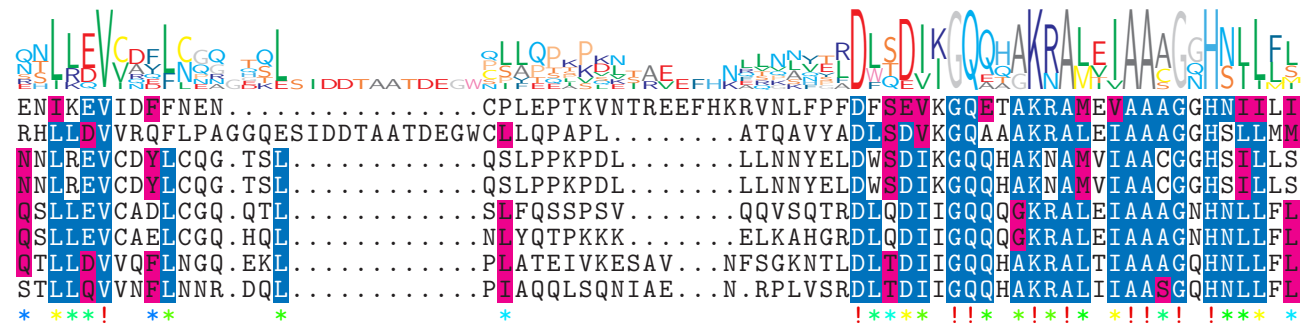 ENIKEVIDFFNEN................CPLEPTKVNTREEFHKRVNLFPFDFSEVKGQETAKRAMEVAAAGGHNIILI
RHLLDVVRQFLPAGGQESIDDTAATDEGWCLLQPAPL........ATQAVYADLSDVKGQAAAKRALEIAAAGGHSLLMM
NNLREVCDYLCQG.TSL............QSLPPKPDL.......LLNNYELDWSDIKGQQHAKNAMVIAACGGHSILLS
NNLREVCDYLCQG.TSL............QSLPPKPDL.......LLNNYELDWSDIKGQQHAKNAMVIAACGGHSILLS
QSLLEVCADLCGQ.QTL............SLFQSSPSV.......QQVSQTRDLQDIIGQQQGKRALEIAAAGNHNLLFL
QSLLEVCAELCGQ.HQL............NLYQTPKKK.......ELKAHGRDLQDIIGQQQGKRALEIAAAGNHNLLFL
QTLLDVVQFLNGQ.EKL............PLATEIVKESAV...NFSGKNTLDLTDIIGQQHAKRALTIAAAGQHNLLFL
STLLQVVNFLNNR.DQL............PIAQQLSQNIAE...N.RPLVSRDLTDIIGQQHAKRALIIAASGQHNLLFL
* ***! ** * * !**** !!* *!*!* *!!*! !*** *